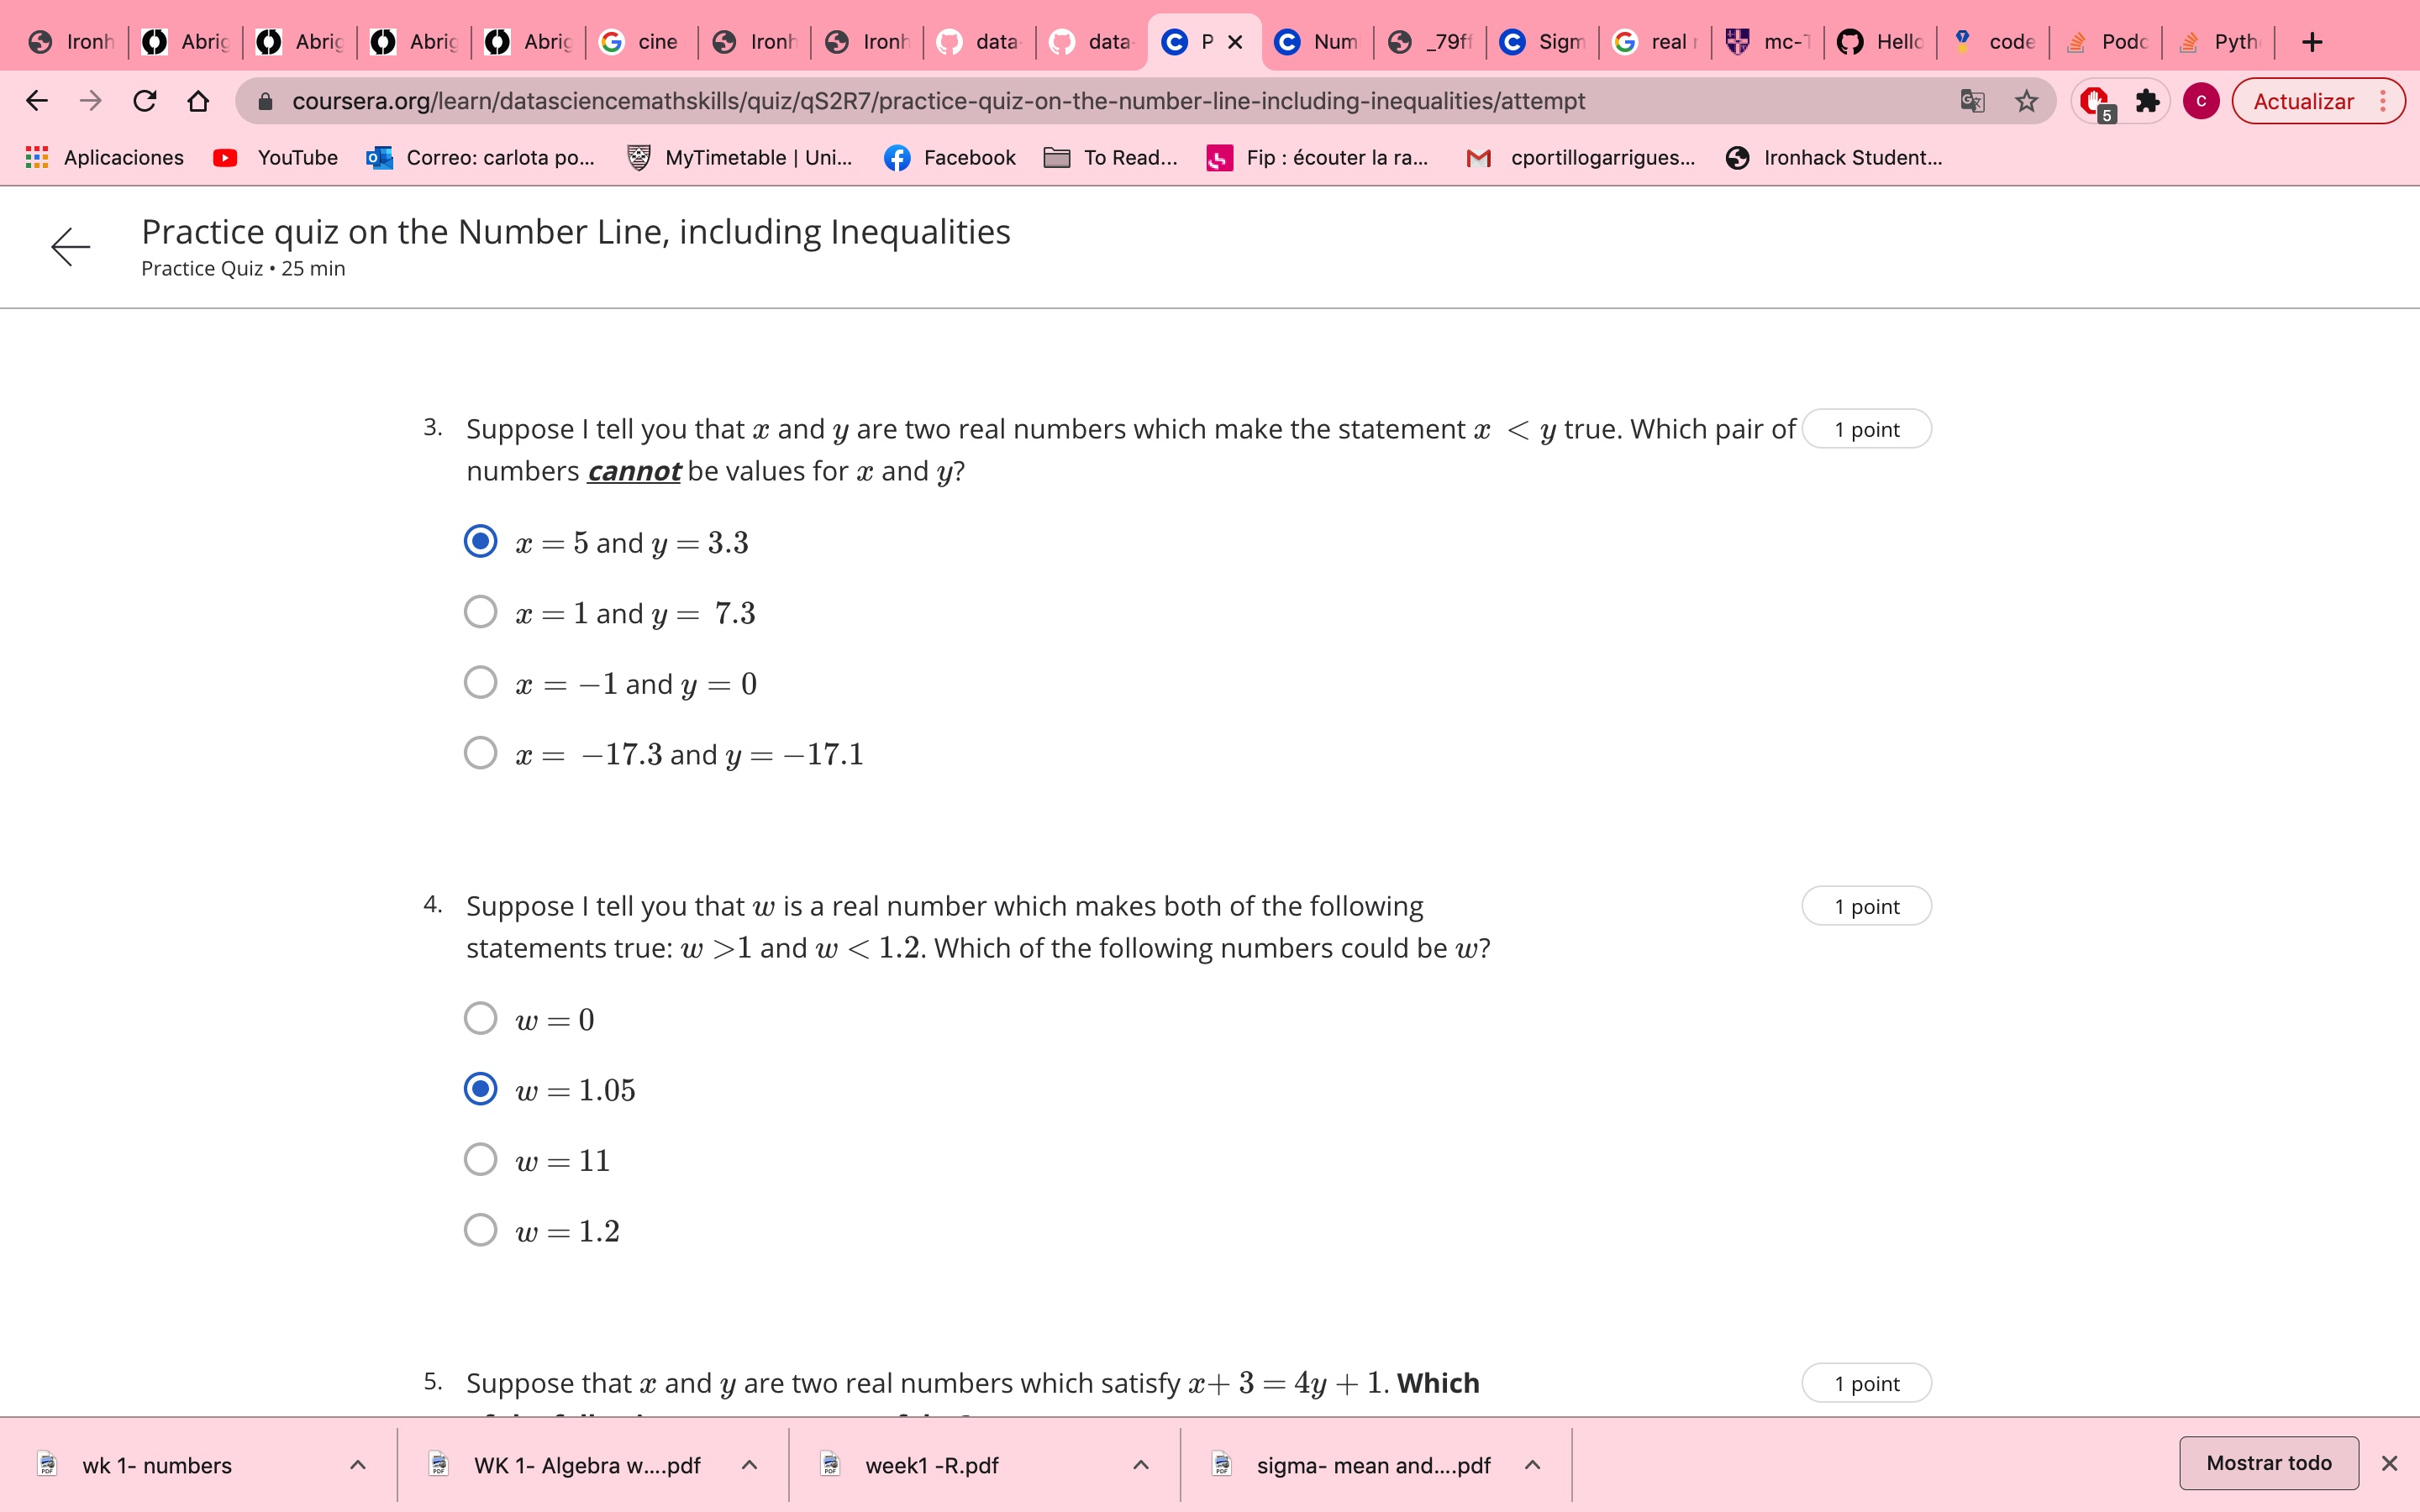 Ironh Abrig Abrig Abrig Abrig cine Ironh Ironh data- data- P Num _79ff Sigm real r mc-T Hello code Podc Pyth
coursera.org/learn/datasciencemathskills/quiz/qS2R7/practice-quiz-on-the-number-line-including-inequalities/attempt 5 C Actualizar
Aplicaciones YouTube Correo: carlota po... MyTimetable | Uni... Facebook To Read... Fip : écouter la ra... cportillogarrigues... Ironhack Student...
Practice quiz on the Number Line, including Inequalities
Practice Quiz • 25 min
3. Suppose I tell you that x and y are two real numbers which make the statement x < y true. Which pair of 1 point
numbers cannot be values for x and y?
x = 5 and y = 3.3
x = 1 and y = 7.3
x = −1 and y = 0
x = −17.3 and y = −17.1
4. Suppose I tell you that w is a real number which makes both of the following 1 point
statements true: w >1 and w < 1.2. Which of the following numbers could be w?
w = 0
w = 1.05
w = 11
w = 1.2
5. Suppose that x and y are two real numbers which satisfy x+ 3 = 4y + 1. Which 1 point
wk 1- numbers WK 1- Algebra w....pdf week1 -R.pdf sigma- mean and....pdf Mostrar todo